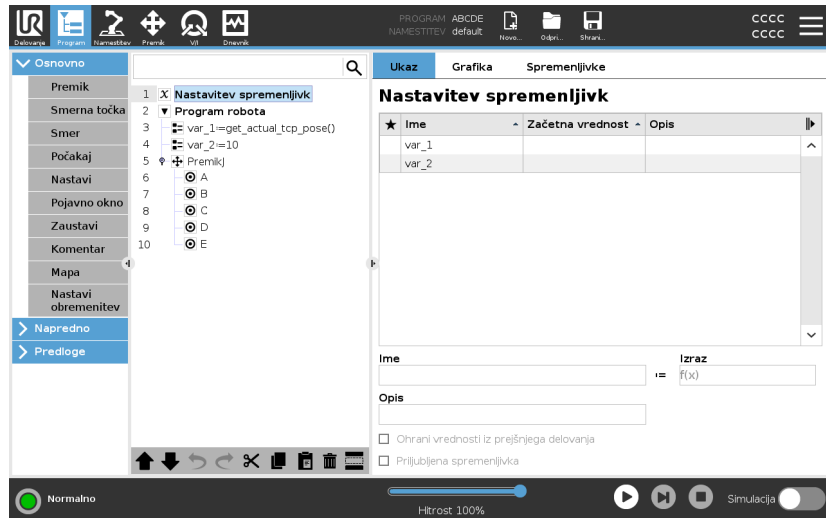 UR
PROGRAM ABCDE
NAMESTITEV default
CCCC
CCCC
Delovanje Program Namestitev Premik V/I Dnevnik Novo... Odpri... Shrani...
Osnovno
Premik
Smerna točka
Smer
Počakaj
Nastavi
Pojavno okno
Zaustavi
Komentar
Mapa
Nastavi
obremenitev
Napredno
Predloge
1 X Nastavitev spremenljivk
2 Program robota
3 var_1:=get_actual_tcp_pose()
4 var_2:=10
5 PremikJ
6 A
7 B
8 C
9 D
10 E
Ukaz Grafika Spremenljivke
Nastavitev spremenljivk
Ime Začetna vrednost Opis
var_1
var_2
Ime Izraz
:= f(x)
Opis
Ohrani vrednosti iz prejšnjega delovanja
Priljubljena spremenljivka
Normalno
Hitrost 100%
Simulacija